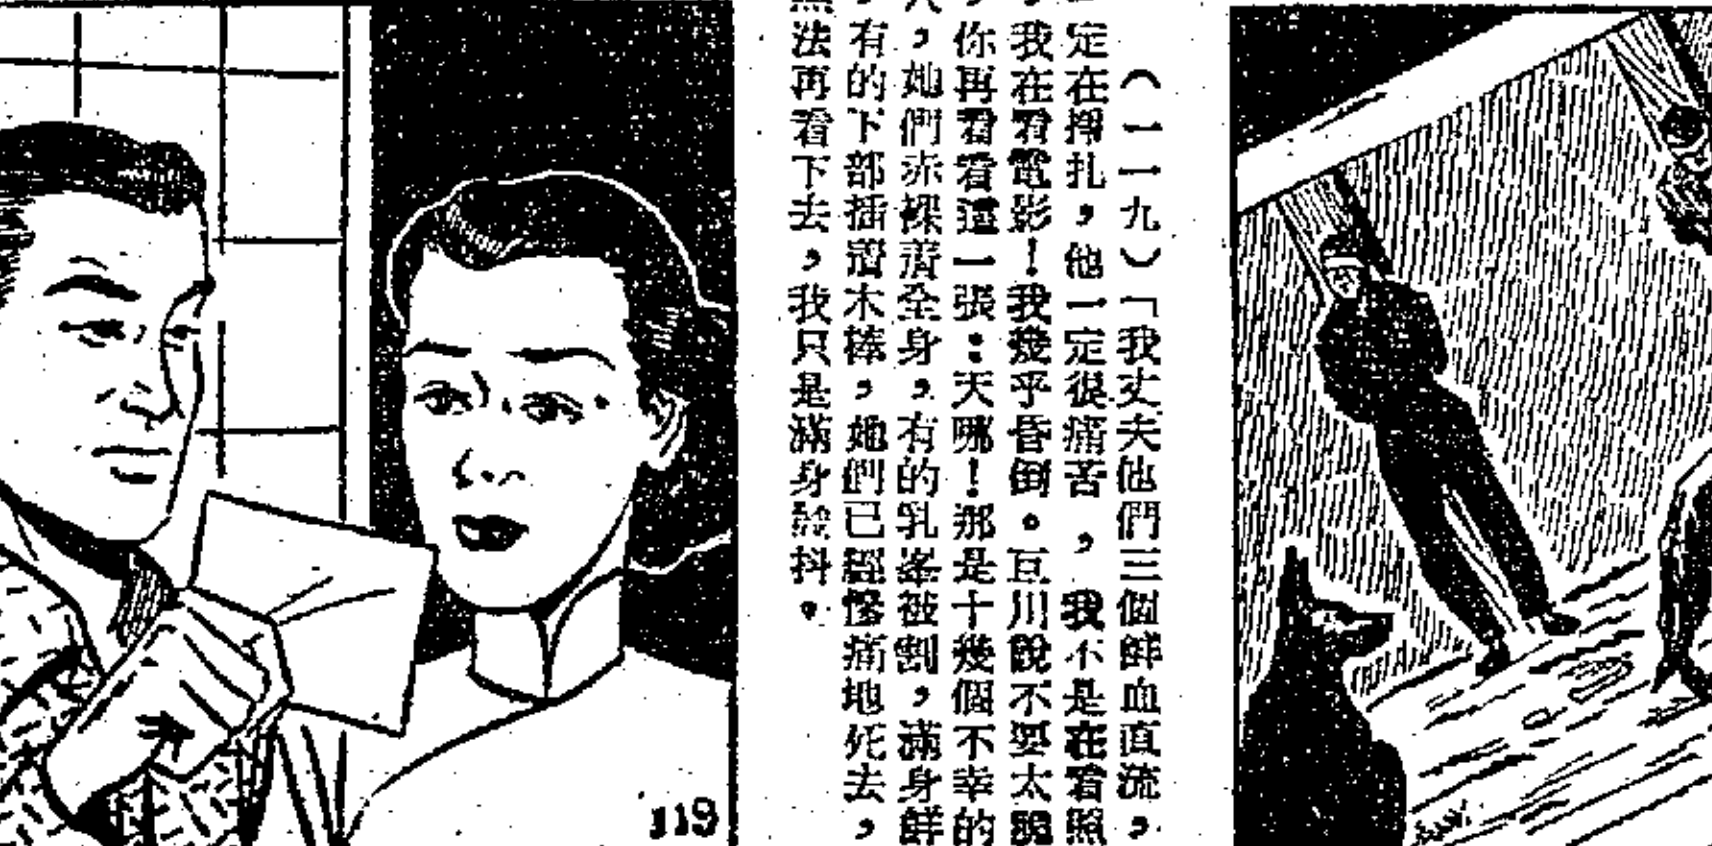 （一一九）「我丈夫他們三個鮮血直流，
定在掙扎，他一定很痛苦，我不是在看照
，我在看電影！我幾乎昏倒。巨川說不要太
，你再看看這一張：天哪！那是十幾個不幸的
，她們赤裸着全身，有的乳峯被割，滿身鮮
，有的下部插着木棒，她們已經慘痛地死去，
法再看下去，我只是滿身發抖。
119